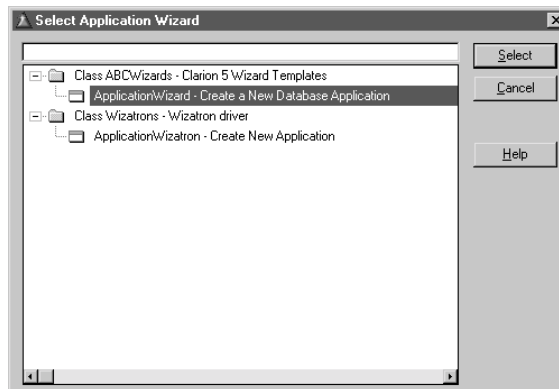 Select Application Wizard
Select
Class ABCWizards - Clarion 5 Wizard Templates
ApplicationWizard - Create a New Database Application
Cancel
Class Wizatrons - Wizatron driver
ApplicationWizatron - Create New Application
Help